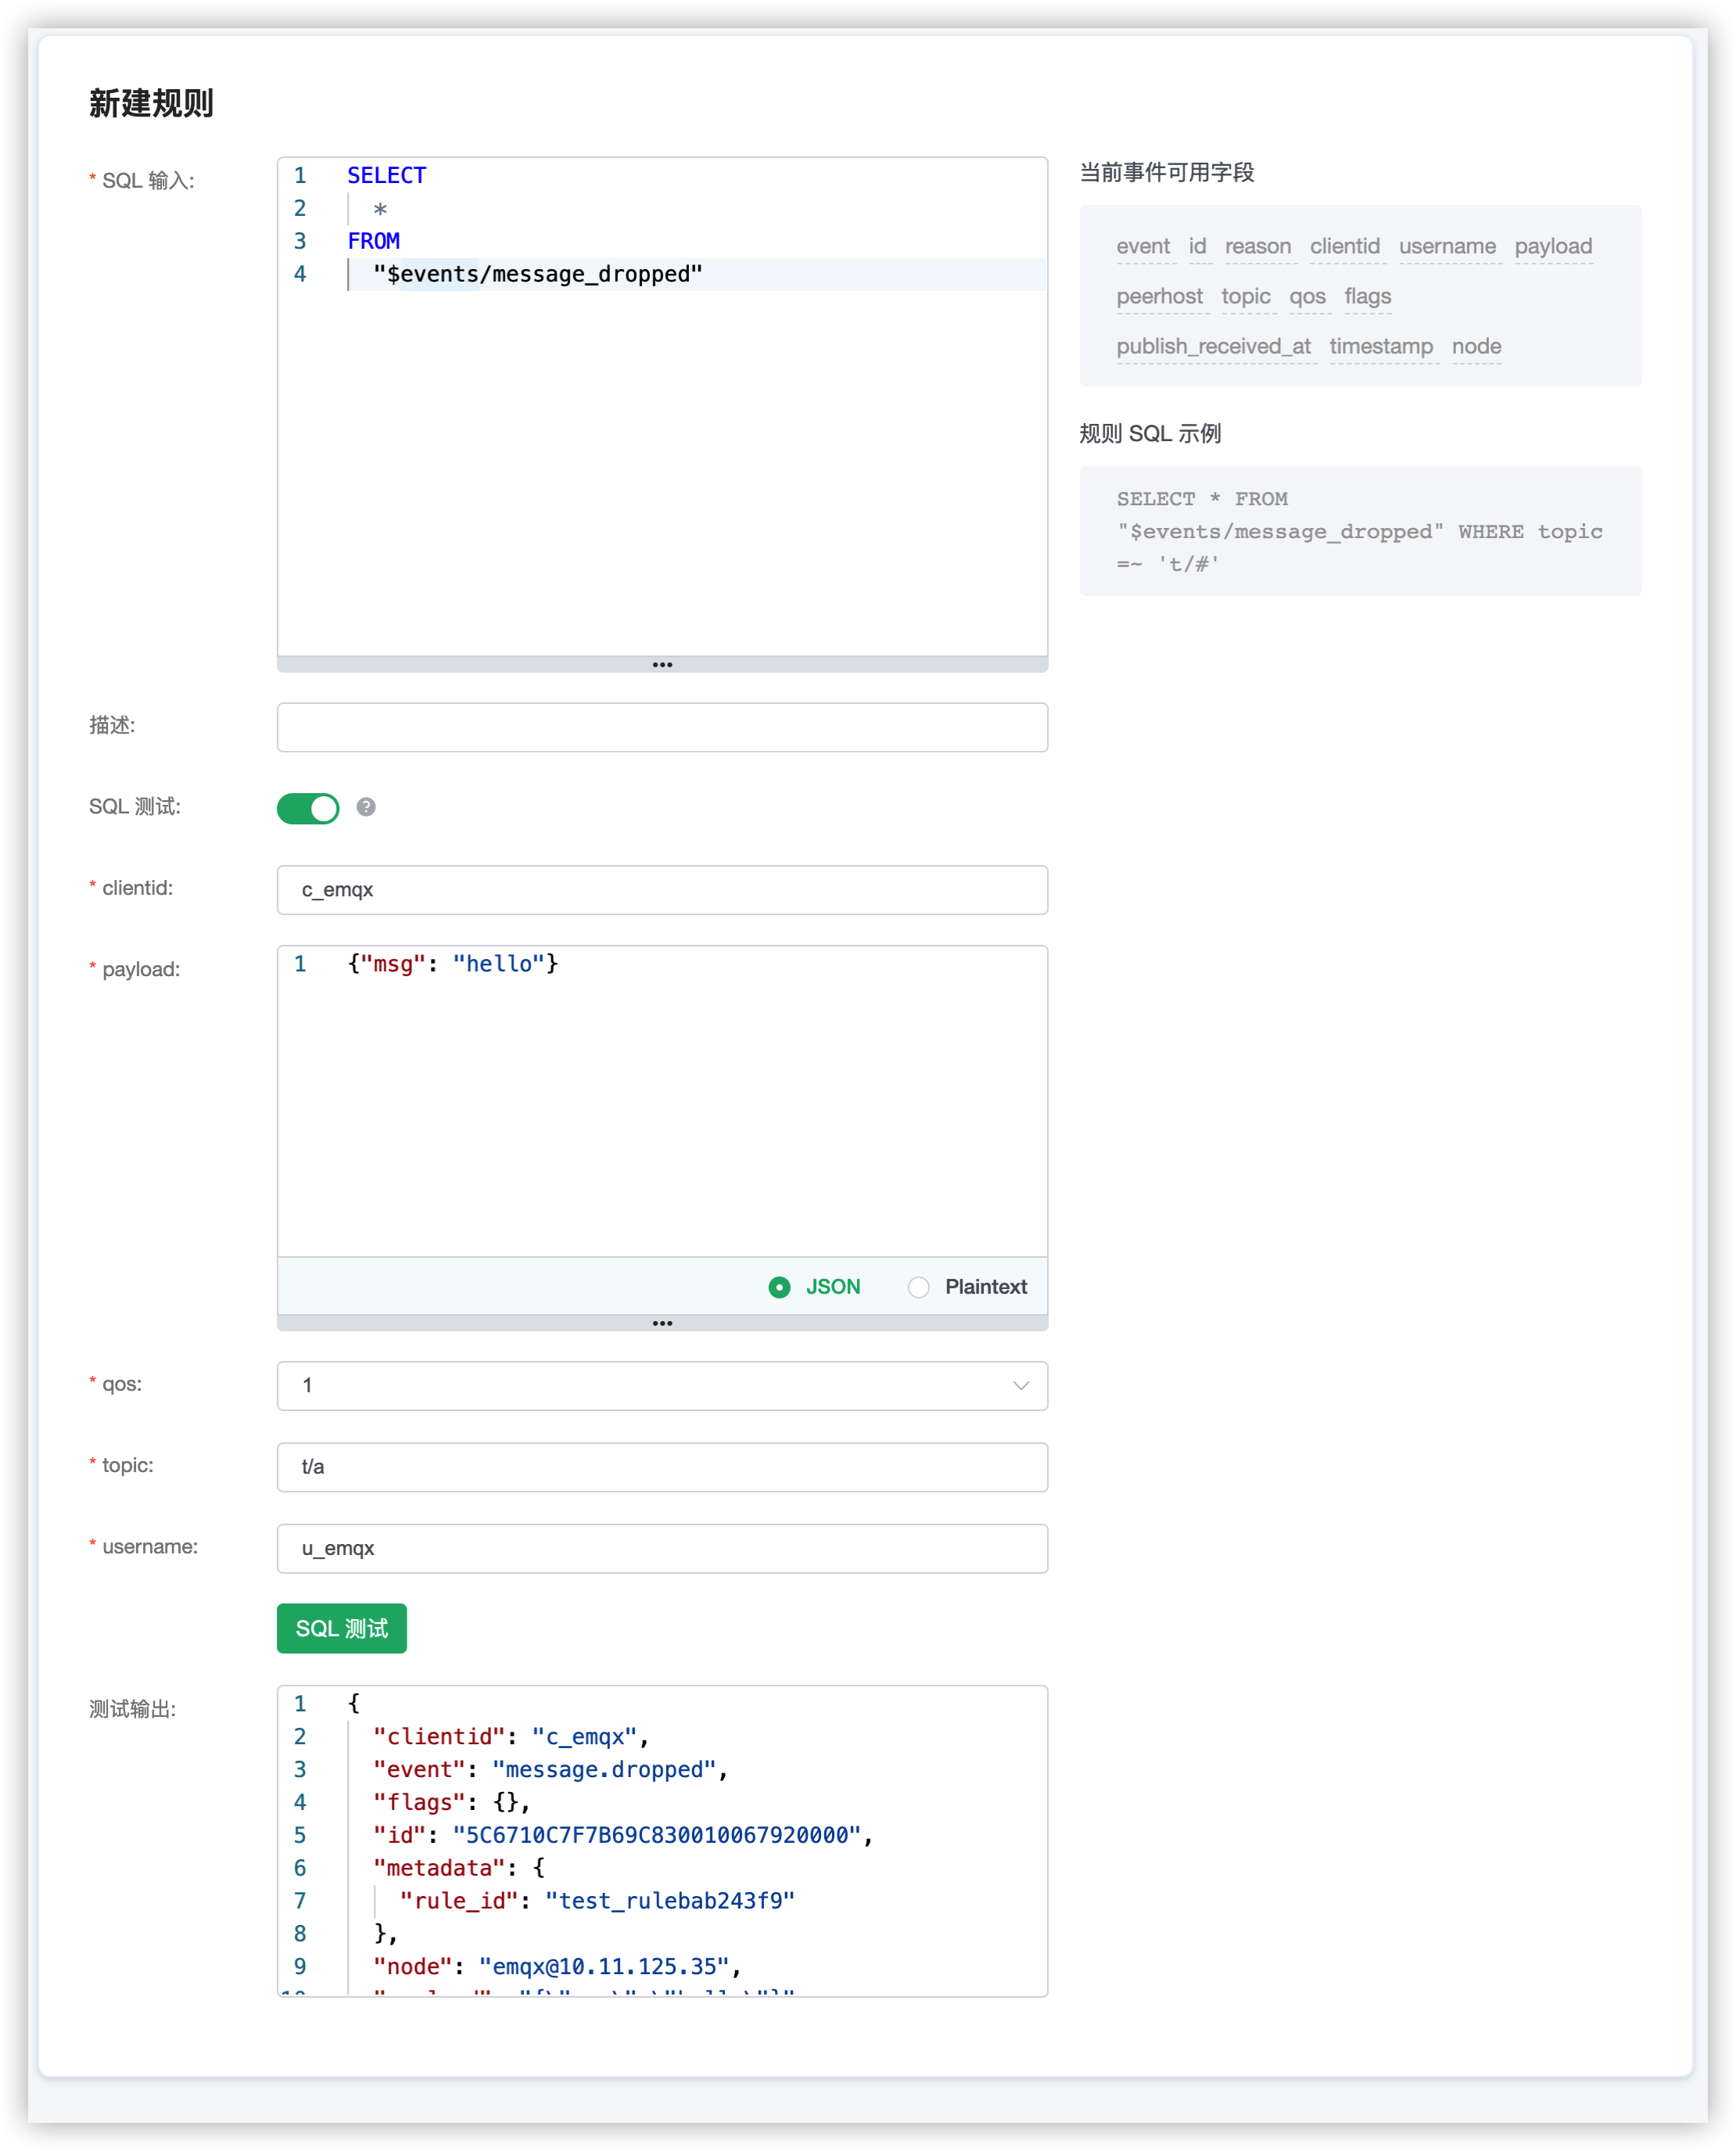 新建规则
* SQL 输入:
1 SELECT
2 *
3 FROM
4 "$events/message_dropped"
当前事件可用字段
event id reason clientid username payload
peerhost topic qos flags
publish_received_at timestamp node
规则 SQL 示例
SELECT * FROM
"$events/message_dropped" WHERE topic
=~ 't/#'
描述:
SQL 测试:
* clientid:
c_emqx
* payload:
1 {"msg": "hello"}
JSON Plaintext
* qos:
1
* topic:
t/a
* username:
u_emqx
SQL 测试
测试输出:
1 {
2 "clientid": "c_emqx",
3 "event": "message.dropped",
4 "flags": {},
5 "id": "5C6710C7F7B69C830010067920000",
6 "metadata": {
7 "rule_id": "test_rulebab243f9"
8 },
9 "node": "emqx@10.11.125.35",